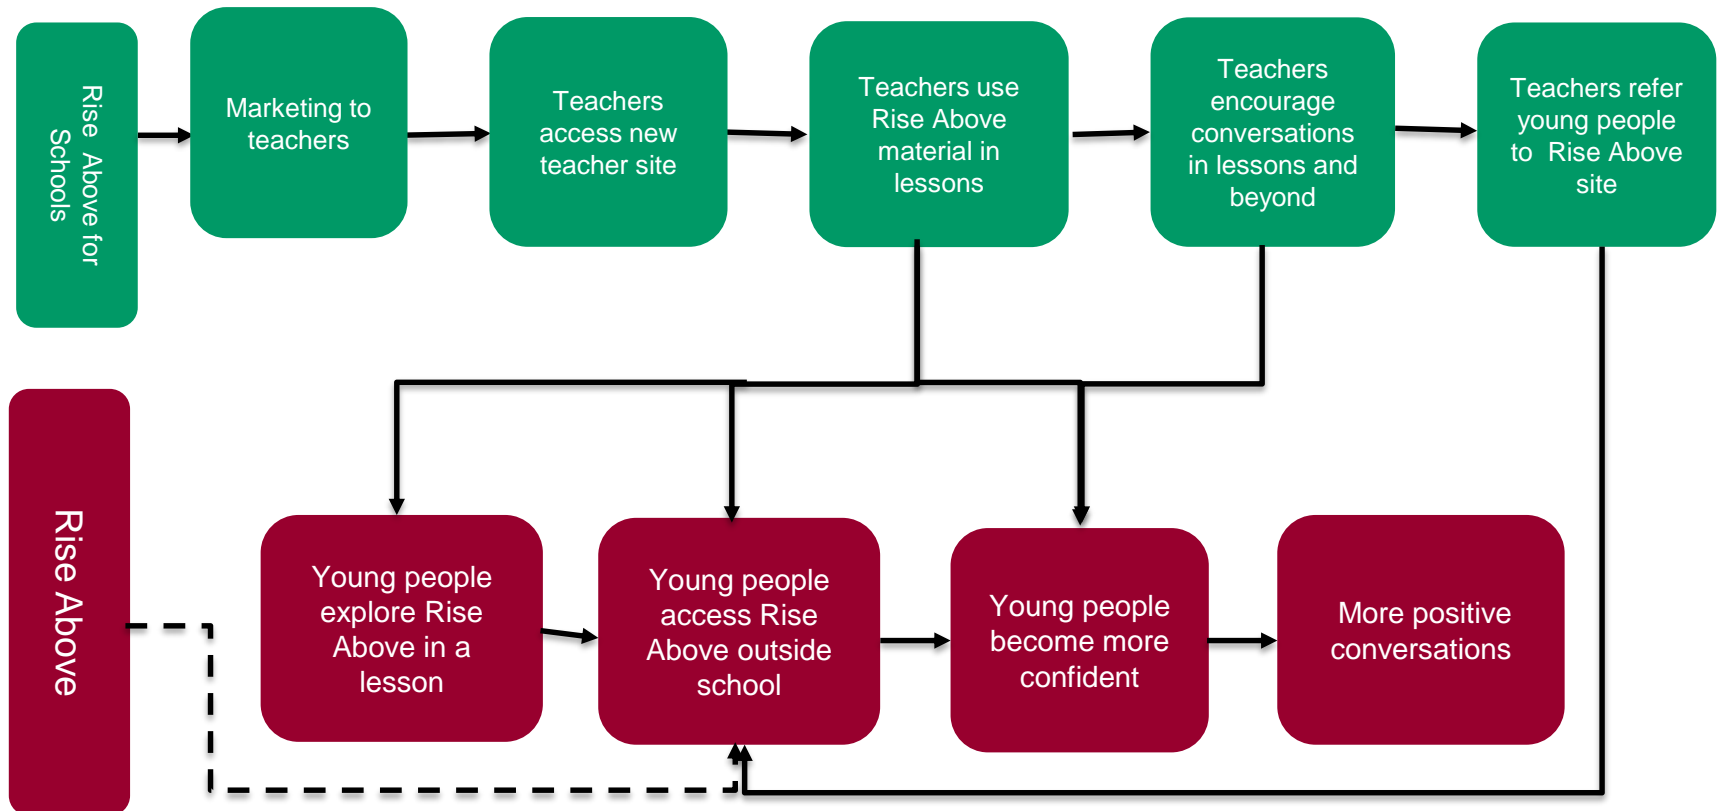 Rise Above for
Schools
Marketing to
teachers
Teachers
access new
teacher site
Teachers use
Rise Above
material in
lessons
Teachers
encourage
conversations
in lessons and
beyond
Teachers refer
young people
to Rise Above
site
Rise Above
Young people
explore Rise
Above in a
lesson
Young people
access Rise
Above outside
school
Young people
become more
confident
More positive
conversations